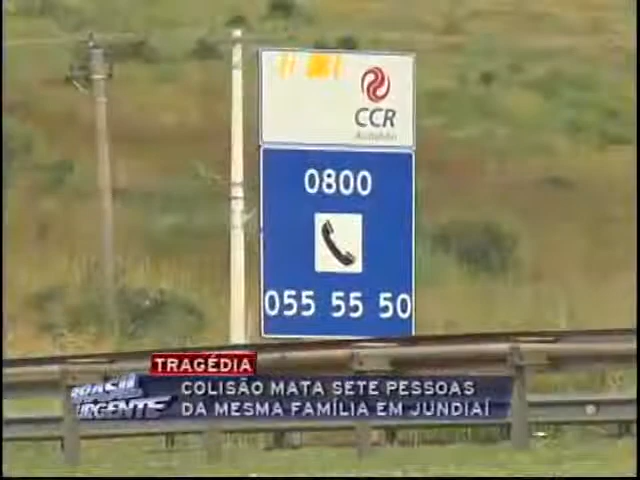 CCR
AutoBAn
0800
055 55 50
TRAGÉDIA
BRASIL
URGENTE
COLISÃO MATA SETE PESSOAS
DA MESMA FAMÍLIA EM JUNDIAÍ